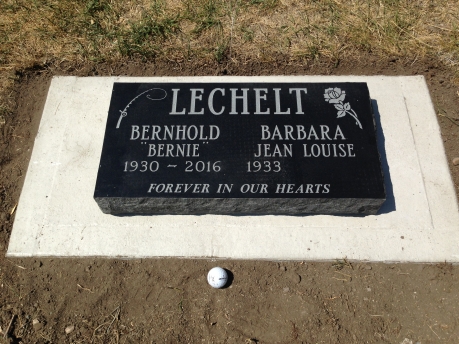 LECHELT
BERNHOLD BARBARA
"BERNIE" JEAN LOUISE
1930 ~ 2016 1933
FOREVER IN OUR HEARTS